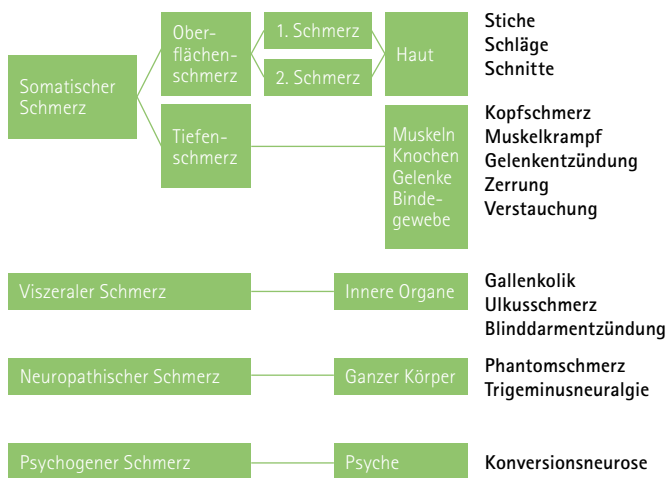 Somatischer
Schmerz
Ober-
flächen-
schmerz
1. Schmerz
2. Schmerz
Haut
Stiche
Schläge
Schnitte
Tiefen-
schmerz
Muskeln
Knochen
Gelenke
Binde-
gewebe
Kopfschmerz
Muskelkrampf
Gelenkentzündung
Zerrung
Verstauchung
Viszeraler Schmerz
Innere Organe
Gallenkolik
Ulkusschmerz
Blinddarmentzündung
Neuropathischer Schmerz
Ganzer Körper
Phantomschmerz
Trigeminusneuralgie
Psychogener Schmerz
Psyche
Konversionsneurose